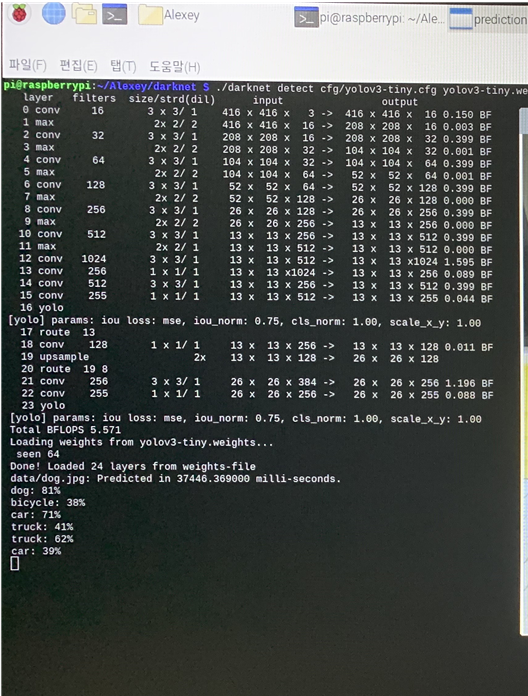 Alexey
pi@raspberrypi: ~/Ale...
prediction
파일(F) 편집(E) 탭(T) 도움말(H)
pi@raspberrypi:~/Alexey/darknet $ ./darknet detect cfg/yolov3-tiny.cfg yolov3-tiny.we
layer filters size/strd(dil) input output
0 conv 16 3 x 3/ 1 416 x 416 x 3 -> 416 x 416 x 16 0.150 BF
1 max 2x 2/ 2 416 x 416 x 16 -> 208 x 208 x 16 0.003 BF
2 conv 32 3 x 3/ 1 208 x 208 x 16 -> 208 x 208 x 32 0.399 BF
3 max 2x 2/ 2 208 x 208 x 32 -> 104 x 104 x 32 0.001 BF
4 conv 64 3 x 3/ 1 104 x 104 x 32 -> 104 x 104 x 64 0.399 BF
5 max 2x 2/ 2 104 x 104 x 64 -> 52 x 52 x 64 0.001 BF
6 conv 128 3 x 3/ 1 52 x 52 x 64 -> 52 x 52 x 128 0.399 BF
7 max 2x 2/ 2 52 x 52 x 128 -> 26 x 26 x 128 0.000 BF
8 conv 256 3 x 3/ 1 26 x 26 x 128 -> 26 x 26 x 256 0.399 BF
9 max 2x 2/ 2 26 x 26 x 256 -> 13 x 13 x 256 0.000 BF
10 conv 512 3 x 3/ 1 13 x 13 x 256 -> 13 x 13 x 512 0.399 BF
11 max 2x 2/ 1 13 x 13 x 512 -> 13 x 13 x 512 0.000 BF
12 conv 1024 3 x 3/ 1 13 x 13 x 512 -> 13 x 13 x1024 1.595 BF
13 conv 256 1 x 1/ 1 13 x 13 x1024 -> 13 x 13 x 256 0.089 BF
14 conv 512 3 x 3/ 1 13 x 13 x 256 -> 13 x 13 x 512 0.399 BF
15 conv 255 1 x 1/ 1 13 x 13 x 512 -> 13 x 13 x 255 0.044 BF
16 yolo
[yolo] params: iou loss: mse, iou_norm: 0.75, cls_norm: 1.00, scale_x_y: 1.00
17 route 13
18 conv 128 1 x 1/ 1 13 x 13 x 256 -> 13 x 13 x 128 0.011 BF
19 upsample 2x 13 x 13 x 128 -> 26 x 26 x 128
20 route 19 8
21 conv 256 3 x 3/ 1 26 x 26 x 384 -> 26 x 26 x 256 1.196 BF
22 conv 255 1 x 1/ 1 26 x 26 x 256 -> 26 x 26 x 255 0.088 BF
23 yolo
[yolo] params: iou loss: mse, iou_norm: 0.75, cls_norm: 1.00, scale_x_y: 1.00
Total BFLOPS 5.571
Loading weights from yolov3-tiny.weights...
seen 64
Done! Loaded 24 layers from weights-file
data/dog.jpg: Predicted in 37446.369000 milli-seconds.
dog: 81%
bicycle: 38%
car: 71%
truck: 41%
truck: 62%
car: 39%